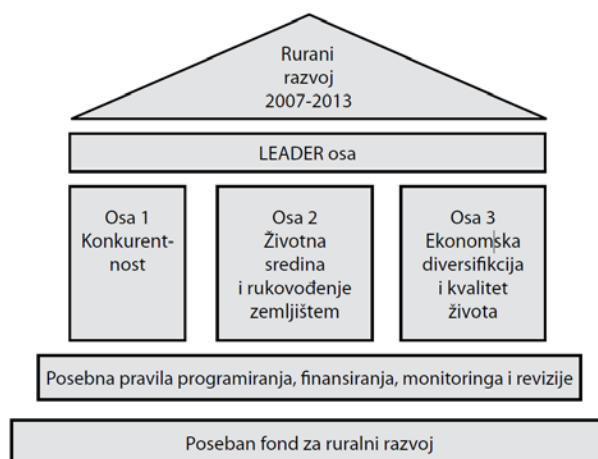 Rurani
razvoj
2007-2013
LEADER osa
Osa 1
Konkurent-
nost
Osa 2
Životna
sredina
i rukovođenje
zemljištem
Osa 3
Ekonomska
diversifikcija
i kvalitet
života
Posebna pravila programiranja, finansiranja, monitoringa i revizije
Poseban fond za ruralni razvoj